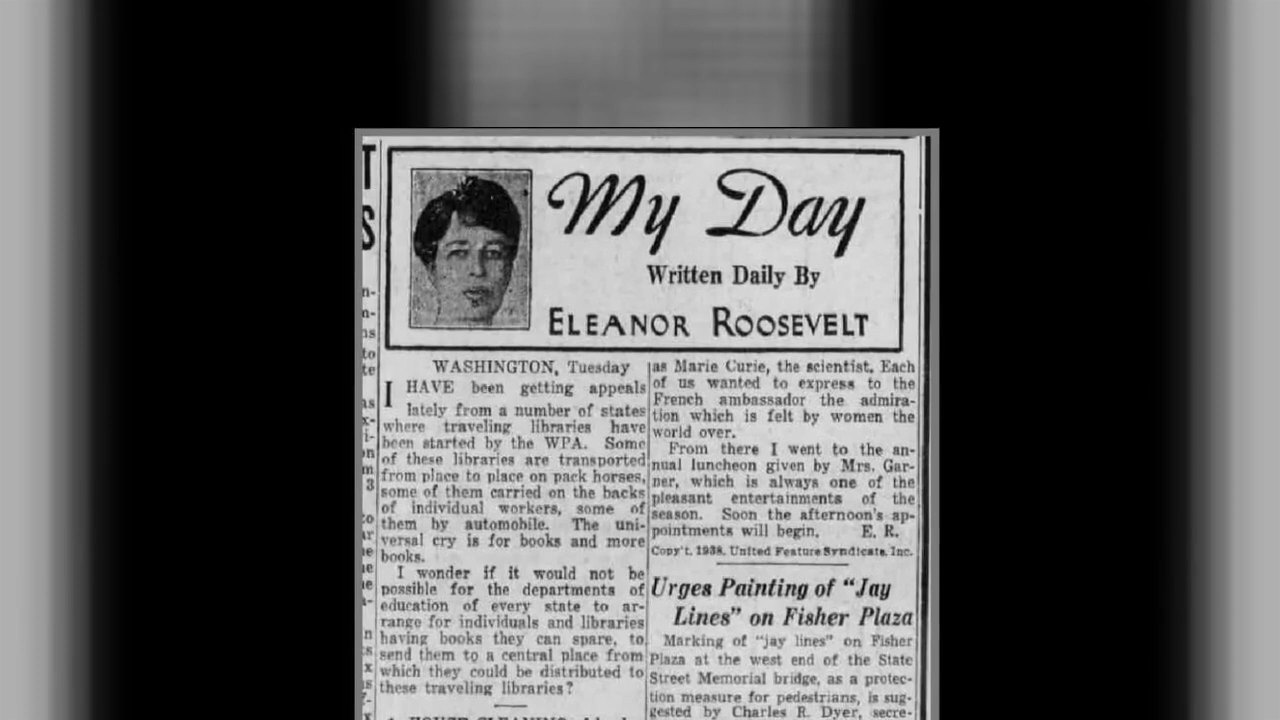 My Day
Written Daily By
ELEANOR ROOSEVELT
WASHINGTON, Tuesday
I HAVE been getting appeals
lately from a number of states
where traveling libraries have
been started by the WPA. Some
of these libraries are transported
from place to place on pack horses,
some of them carried on the backs
of individual workers, some of
them by automobile. The uni-
versal cry is for books and more
books.
I wonder if it would not be
possible for the departments of
education of every state to ar-
range for individuals and libraries
having books they can spare, to
send them to a central place from
which they could be distributed to
these traveling libraries?
as Marie Curie, the scientist. Each
of us wanted to express to the
French ambassador the admira-
tion which is felt by women the
world over.
From there I went to the an-
nual luncheon given by Mrs. Gar-
ner, which is always one of the
pleasant entertainments of the
season. Soon the afternoon's ap-
pointments will begin. E. R.
Copy't, 1938, United Feature Syndicate, Inc.
Urges Painting of "Jay
Lines" on Fisher Plaza
Marking of "jay lines" on Fisher
Plaza at the west end of the State
Street Memorial bridge, as a protec-
tion measure for pedestrians, is sug-
gested by Charles R. Dyer, secre-